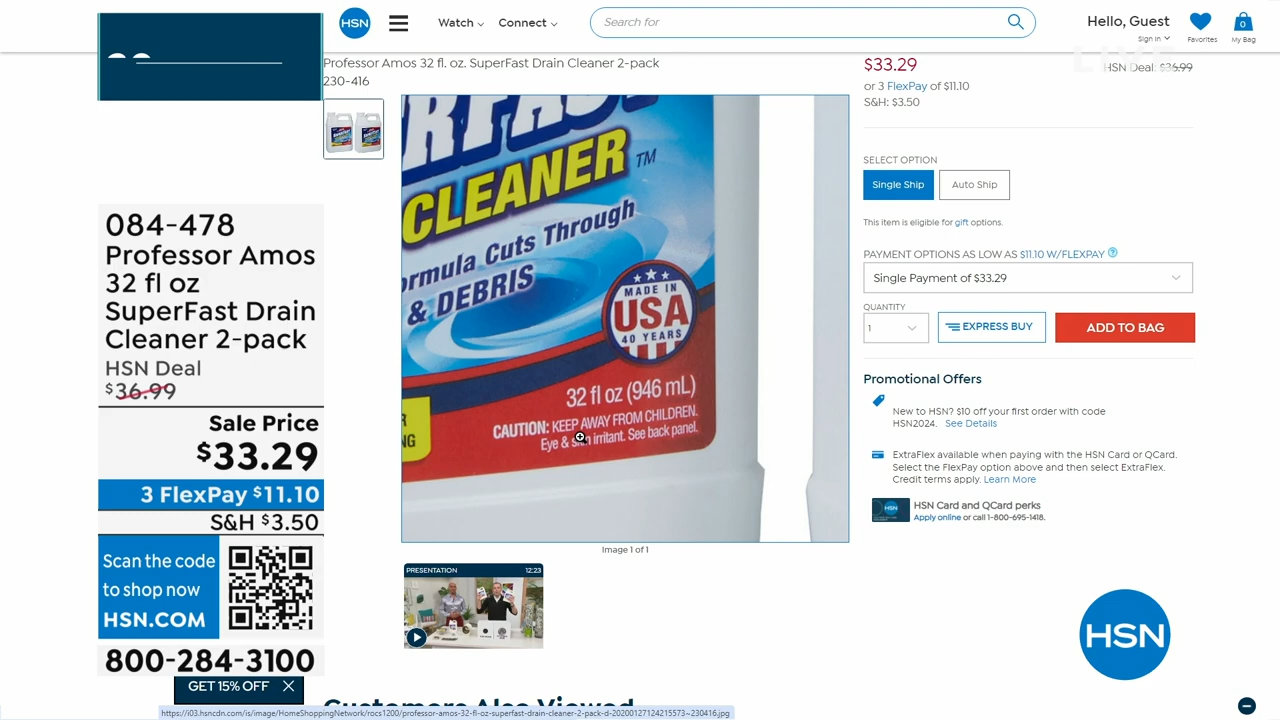 HSN
Watch
Connect
Search for
Hello, Guest
Sign In
Favorites
0
My Bag
LIVE
Professor Amos 32 fl. oz. SuperFast Drain Cleaner 2-pack
230-416
$33.29
HSN Deal: $36.99
or 3 FlexPay of $11.10
S&H: $3.50
SELECT OPTION
Single Ship
Auto Ship
This item is eligible for gift options.
PAYMENT OPTIONS AS LOW AS $11.10 W/FLEXPAY
Single Payment of $33.29
QUANTITY
1
EXPRESS BUY
ADD TO BAG
Promotional Offers
New to HSN? $10 off your first order with code
HSN2024. See Details
ExtraFlex available when paying with the HSN Card or QCard.
Select the FlexPay option above and then select ExtraFlex.
Credit terms apply. Learn More
HSN Card and QCard perks
Apply online or call 1-800-695-1418.
CLEANER™
ormula Cuts Through
& DEBRIS
MADE IN
USA
40 YEARS
32 fl oz (946 mL)
CAUTION: KEEP AWAY FROM CHILDREN.
Eye & skin irritant. See back panel.
Image 1 of 1
PRESENTATION 12:23
084-478
Professor Amos
32 fl oz
SuperFast Drain
Cleaner 2-pack
HSN Deal
$36.99
Sale Price
$33.29
3 FlexPay $11.10
S&H $3.50
Scan the code
to shop now
HSN.COM
800-284-3100
GET 15% OFF
HSN
Customers Also Viewed
https://i03.hsncdn.com/is/image/HomeShoppingNetwork/rocs1200/professor-amos-32-fl-oz-superfast-drain-cleaner-2-pack-d-20200127124215573~230416.jpg